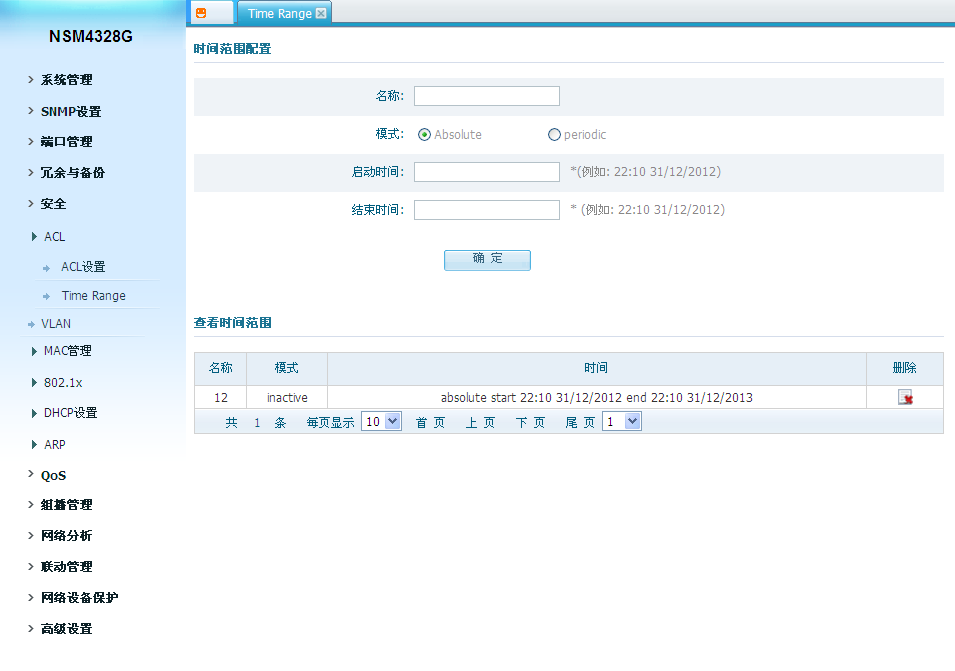 NSM4328G
系统管理
SNMP设置
端口管理
冗余与备份
安全
ACL
ACL设置
Time Range
VLAN
MAC管理
802.1x
DHCP设置
ARP
QoS
组播管理
网络分析
联动管理
网络设备保护
高级设置
Time Range
时间范围配置
名称:
模式: Absolute periodic
启动时间: *(例如: 22:10 31/12/2012)
结束时间: * (例如: 22:10 31/12/2012)
确 定
查看时间范围
名称 模式 时间 删除
12 inactive absolute start 22:10 31/12/2012 end 22:10 31/12/2013
共 1 条 每页显示 10 首 页 上 页 下 页 尾 页 1